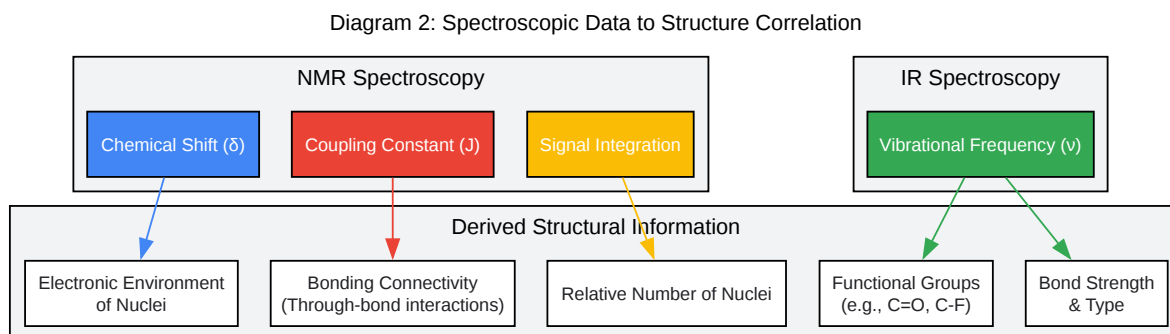 Diagram 2: Spectroscopic Data to Structure Correlation
NMR Spectroscopy
IR Spectroscopy
Chemical Shift (δ)
Coupling Constant (J)
Signal Integration
Vibrational Frequency (ν)
Derived Structural Information
Electronic Environment
of Nuclei
Bonding Connectivity
(Through-bond interactions)
Relative Number of Nuclei
Functional Groups
(e.g., C=O, C-F)
Bond Strength
& Type